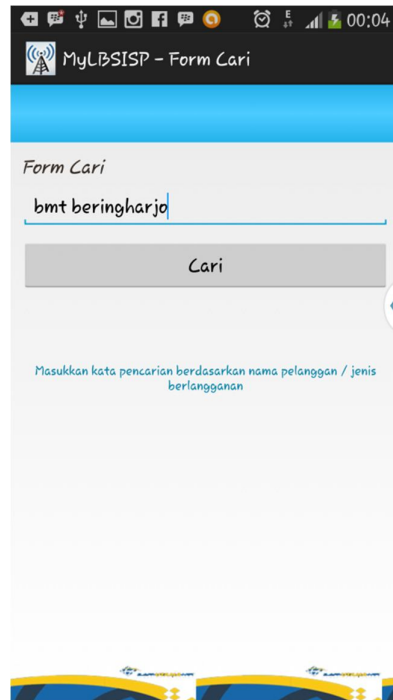 E
00:04
MyLBSISP - Form Cari
Form Cari
bmt beringharjo
Cari
Masukkan kata pencarian berdasarkan nama pelanggan / jenis
berlangganan